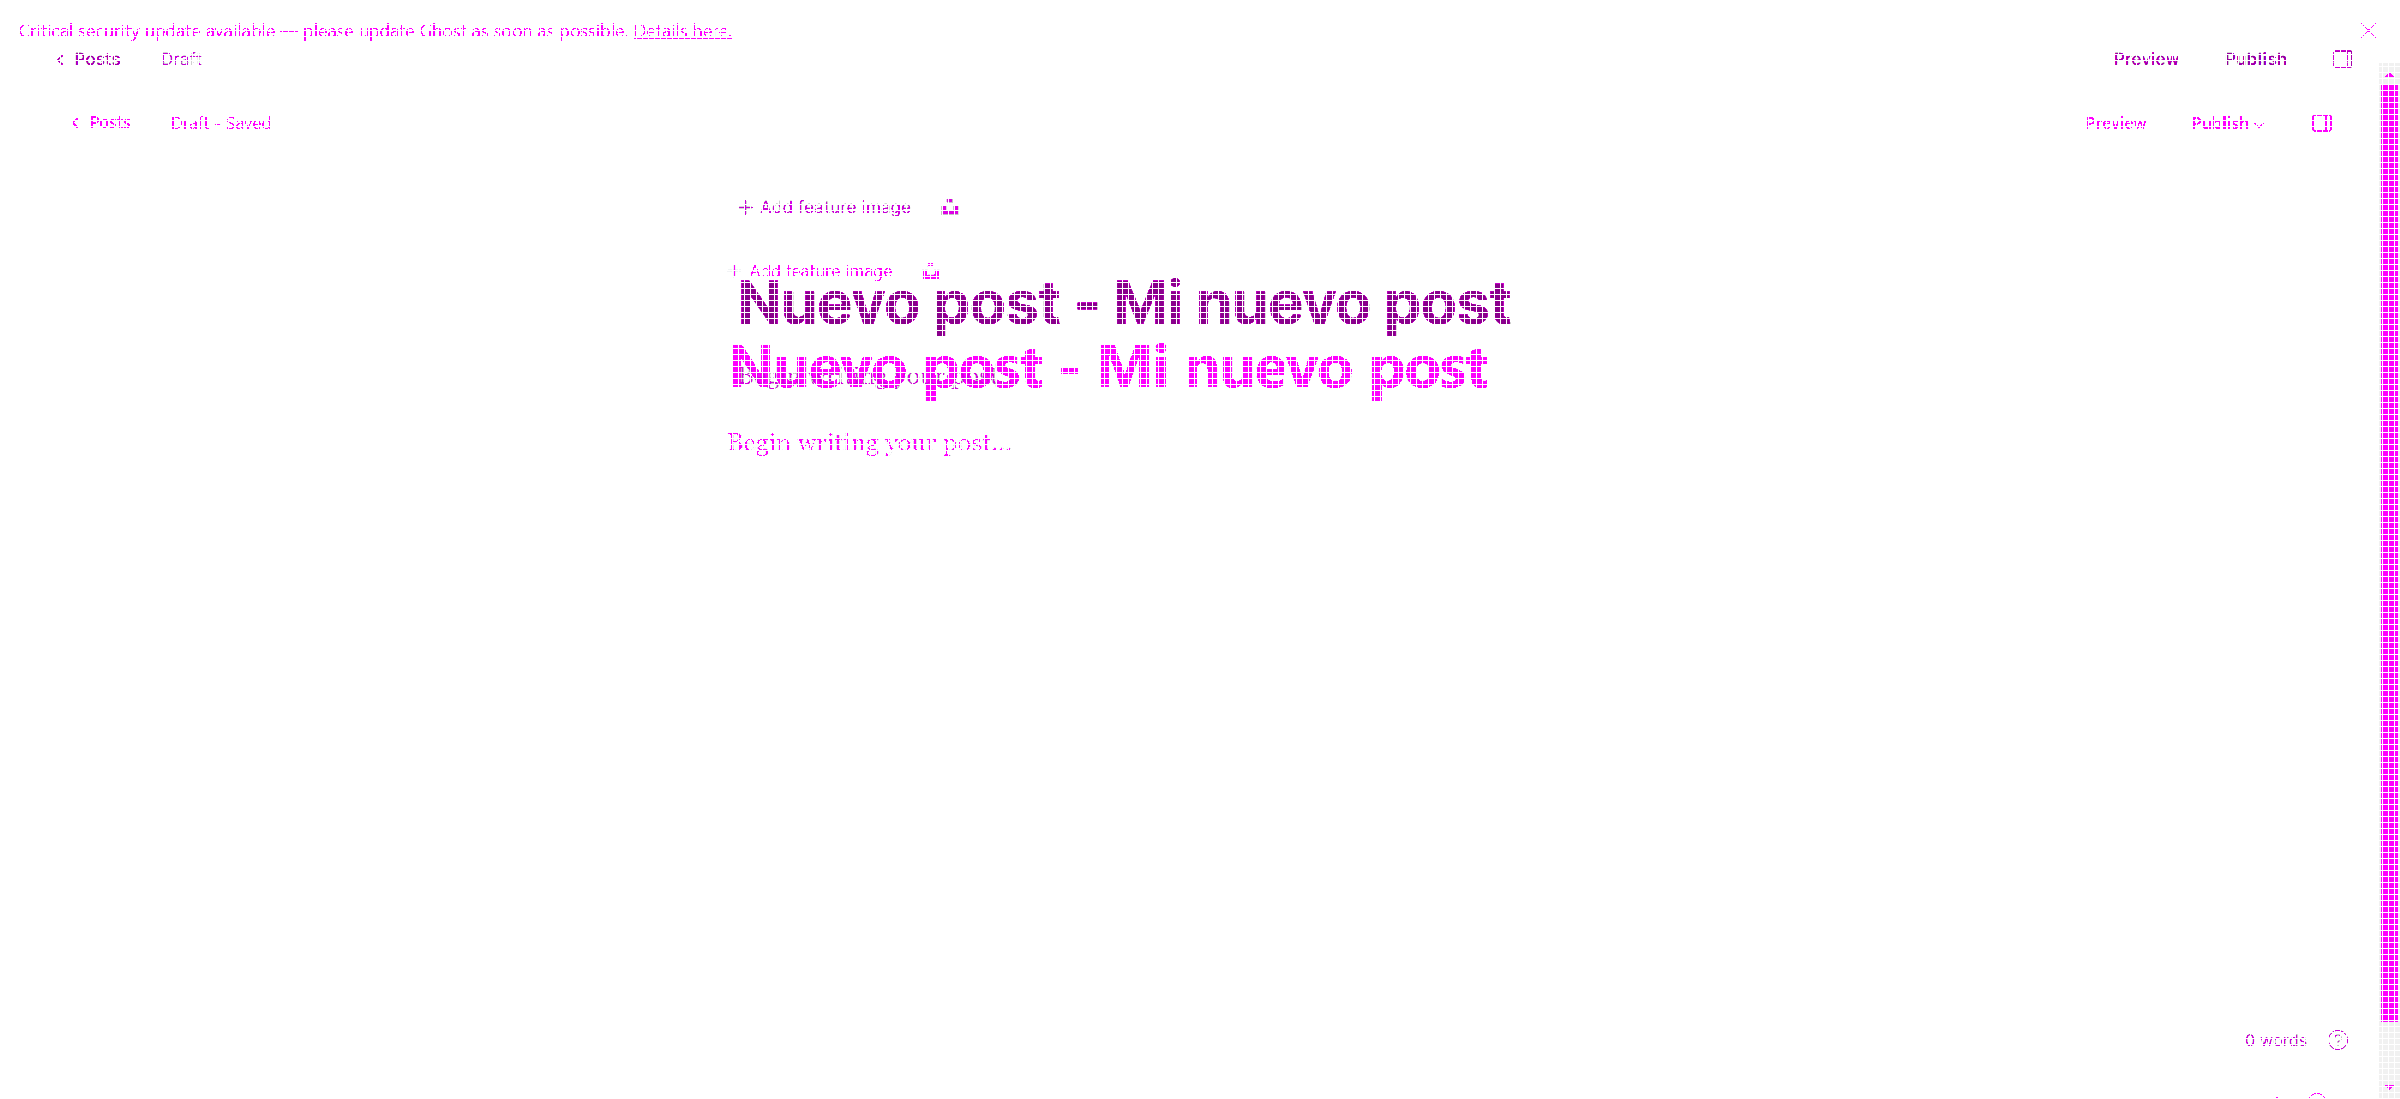 Critical security update available — please update Ghost as soon as possible. Details here.
Posts Draft Preview Publish
Posts Draft - Saved Preview Publish
Add feature image
Add feature image
Nuevo post - Mi nuevo post
Nuevo post - Mi nuevo post
Begin writing your post...
0 words